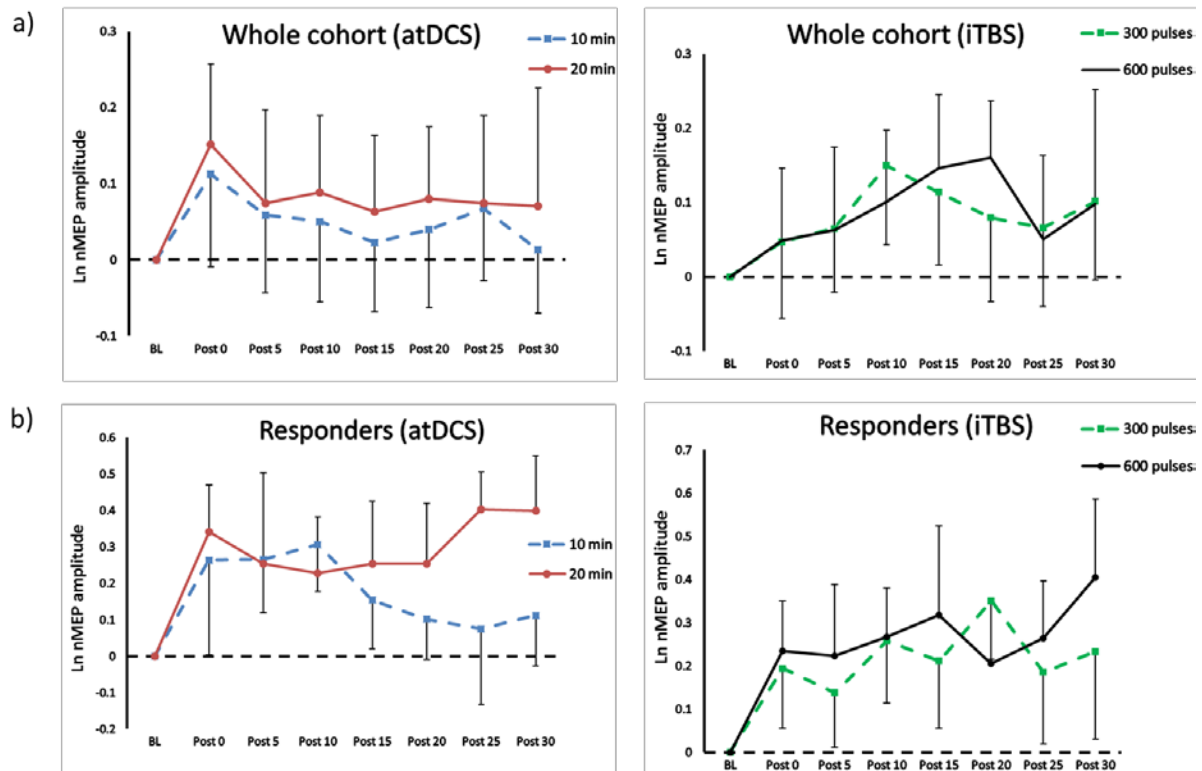 a)
Whole cohort (atDCS)
10 min
20 min
Ln nMEP amplitude
0.3
0.2
0.1
0
-0.1
BL Post 0 Post 5 Post 10 Post 15 Post 20 Post 25 Post 30
Whole cohort (iTBS)
300 pulses
600 pulses
Ln nMEP amplitude
0.3
0.2
0.1
0
-0.1
BL Post 0 Post 5 Post 10 Post 15 Post 20 Post 25 Post 30
b)
Responders (atDCS)
10 min
20 min
Ln nMEP amplitude
0.6
0.5
0.4
0.3
0.2
0.1
0
-0.1
-0.2
BL Post 0 Post 5 Post 10 Post 15 Post 20 Post 25 Post 30
Responders (iTBS)
300 pulses
600 pulses
Ln nMEP amplitude
0.7
0.6
0.5
0.4
0.3
0.2
0.1
0
BL Post 0 Post 5 Post 10 Post 15 Post 20 Post 25 Post 30